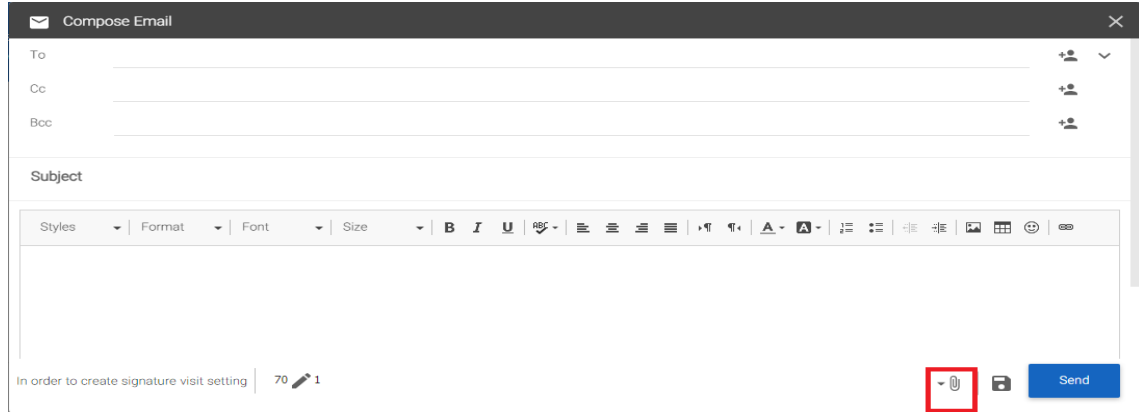 Compose Email
To
Cc
Bcc
Subject
Styles Format Font Size B I U ABC A A
In order to create signature visit setting 70 1 Send